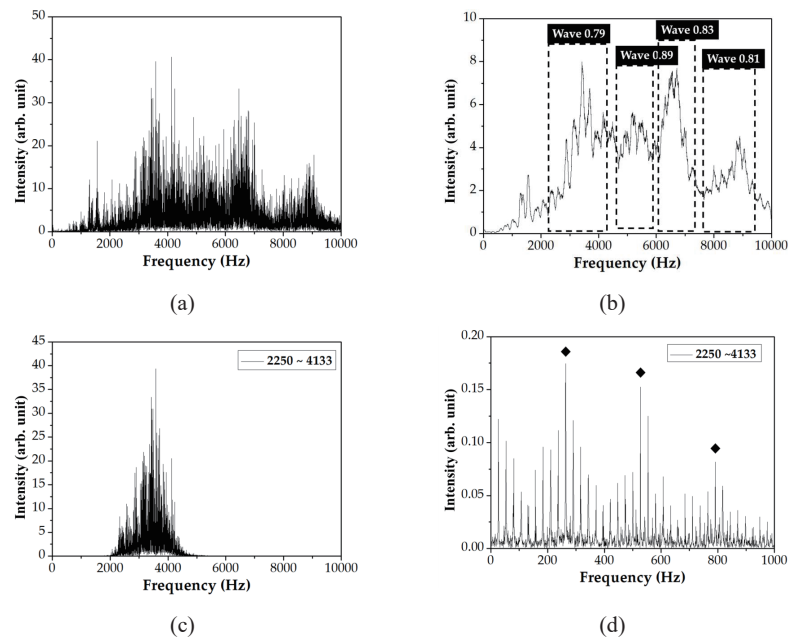 50
40
30
20
10
0
0 2000 4000 6000 8000 10000
Intensity (arb. unit)
Frequency (Hz)
(a)
10
8
6
4
2
0
0 2000 4000 6000 8000 10000
Wave 0.79
Wave 0.89
Wave 0.83
Wave 0.81
Intensity (arb. unit)
Frequency (Hz)
(b)
45
40
35
30
25
20
15
10
5
0
0 2000 4000 6000 8000 10000
2250 ~ 4133
Intensity (arb. unit)
Frequency (Hz)
(c)
0.20
0.15
0.10
0.05
0.00
0 200 400 600 800 1000
2250 ~4133
Intensity (arb. unit)
Frequency (Hz)
(d)